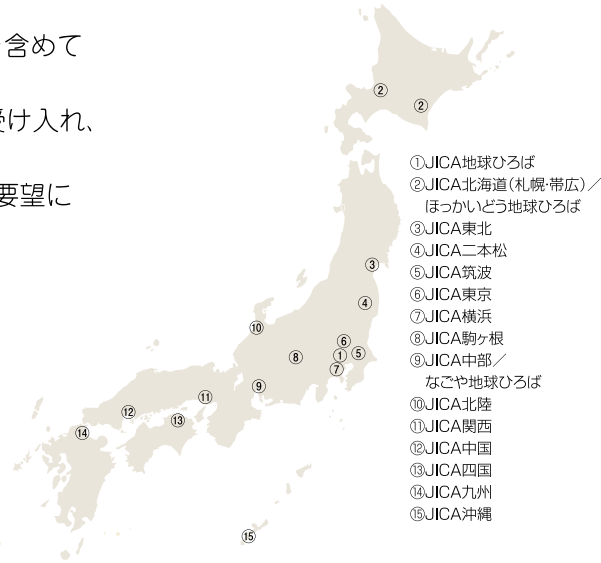 含めて
受け入れ、
要望に
①JICA地球ひろば
②JICA北海道（札幌・帯広）／
ほっかいどう地球ひろば
③JICA東北
④JICA二本松
⑤JICA筑波
⑥JICA東京
⑦JICA横浜
⑧JICA駒ヶ根
⑨JICA中部／
なごや地球ひろば
⑩JICA北陸
⑪JICA関西
⑫JICA中国
⑬JICA四国
⑭JICA九州
⑮JICA沖縄
②
②
③
④
⑩
⑥
①
⑤
⑧
⑦
⑨
⑪
⑫
⑬
⑭
⑮